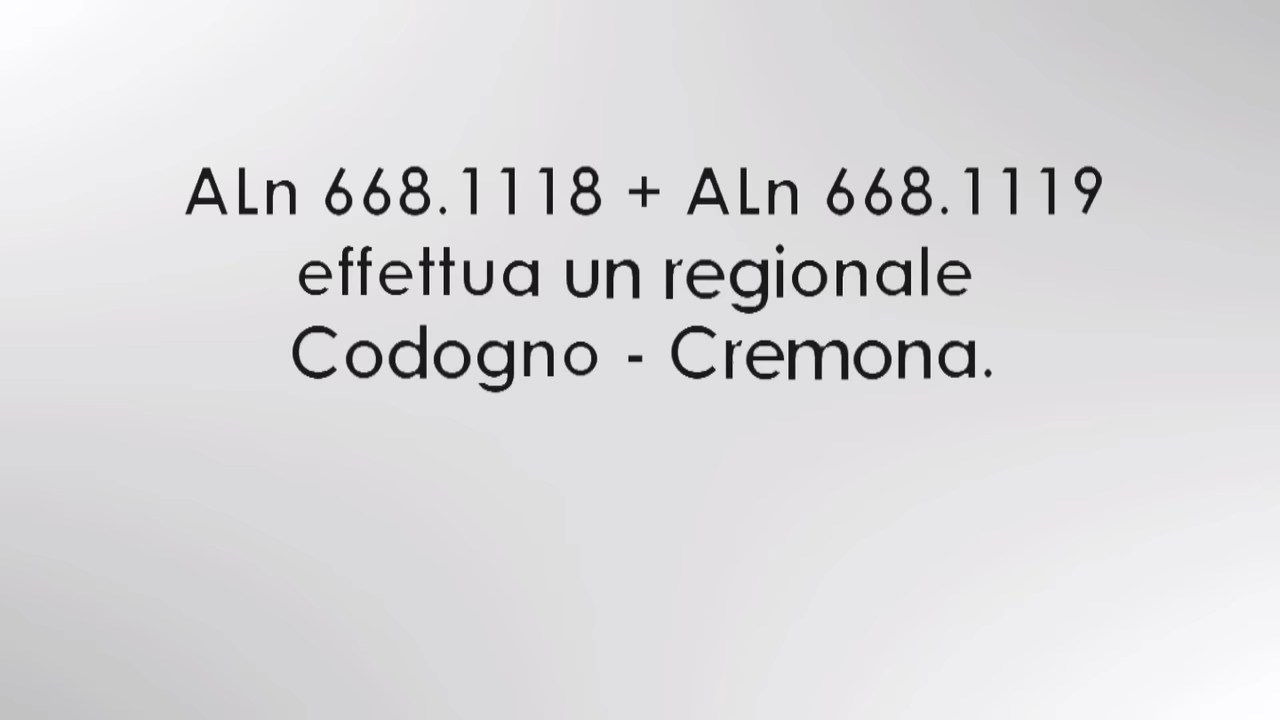 ALn 668.1118 + ALn 668.1119
effettua un regionale
Codogno - Cremona.